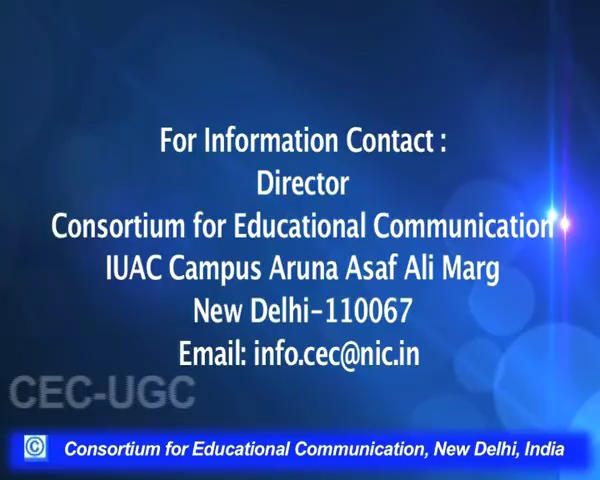 For Information Contact :
Director
Consortium for Educational Communication
IUAC Campus Aruna Asaf Ali Marg
New Delhi-110067
Email: info.cec@nic.in
CEC-UGC
© Consortium for Educational Communication, New Delhi, India